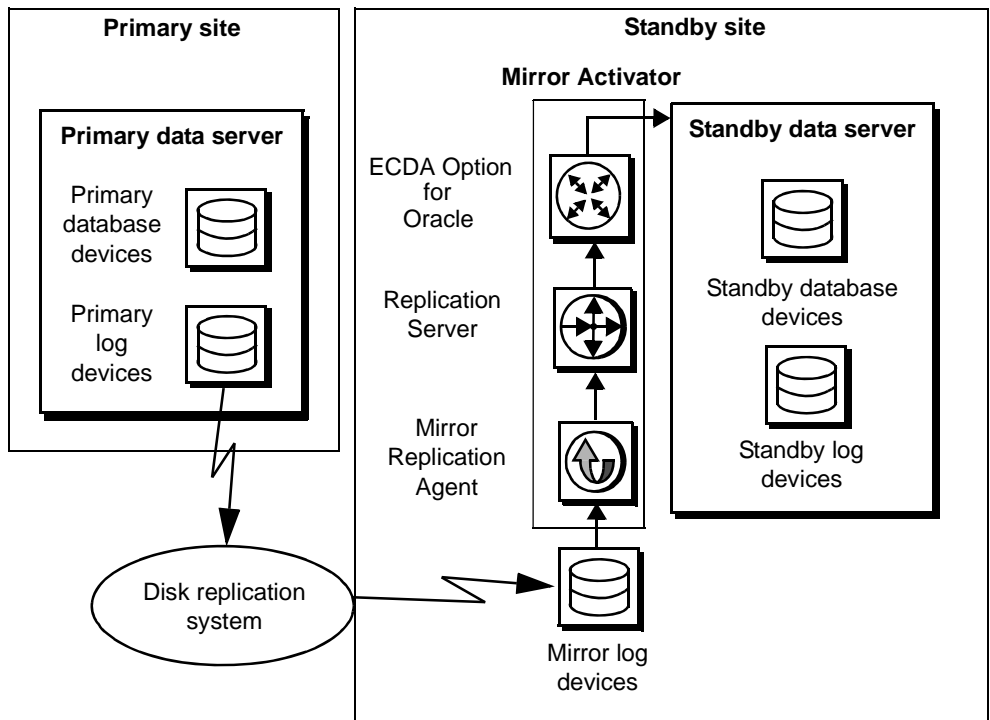 Primary site
Primary data server
Primary
database
devices
Primary
log
devices
Disk replication
system
Standby site
Mirror Activator
ECDA Option
for
Oracle
Replication
Server
Mirror
Replication
Agent
Mirror log
devices
Standby data server
Standby database
devices
Standby log
devices